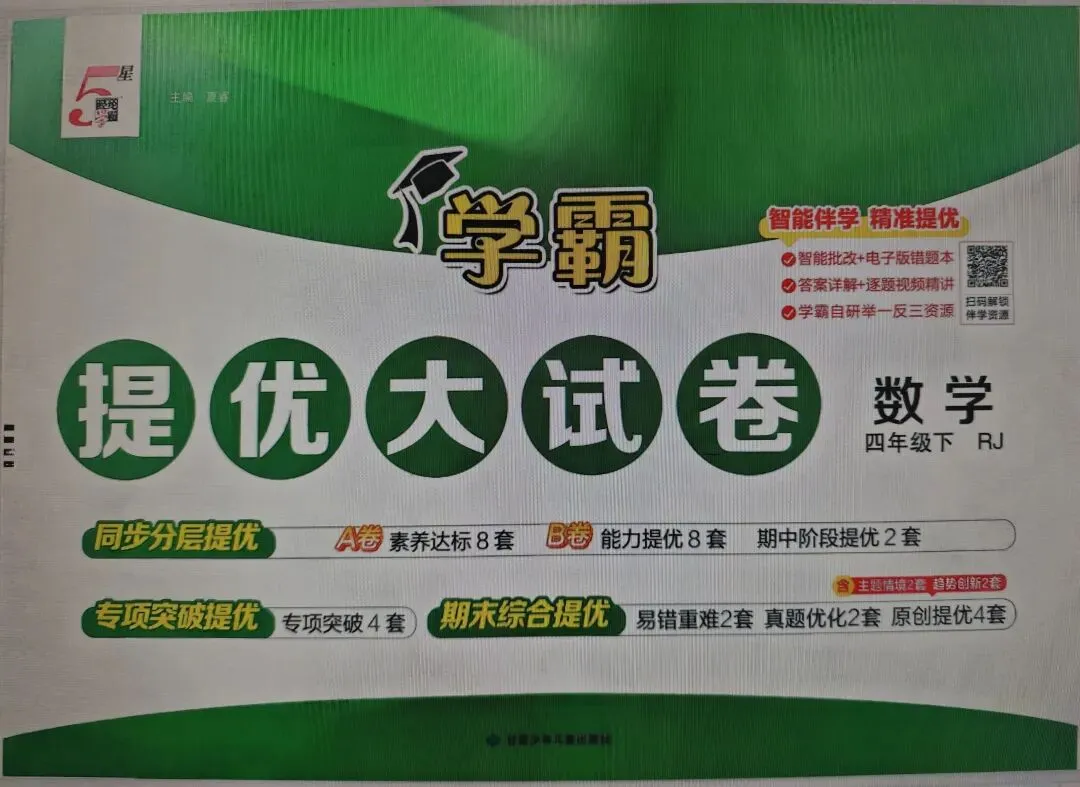 5星
经纶学霸
主编 夏睿
学霸
智能伴学 精准提优
智能批改+电子版错题本
答案详解+逐题视频精讲
学霸自研举一反三资源
扫码解锁
伴学资源
提优大试卷
数学
四年级下 RJ
同步分层提优 A卷 素养达标8套 B卷 能力提优8套 期中阶段提优2套
含 主题情境2套 趋势创新2套
专项突破提优 专项突破4套 期末综合提优 易错重难2套 真题优化2套 原创提优4套